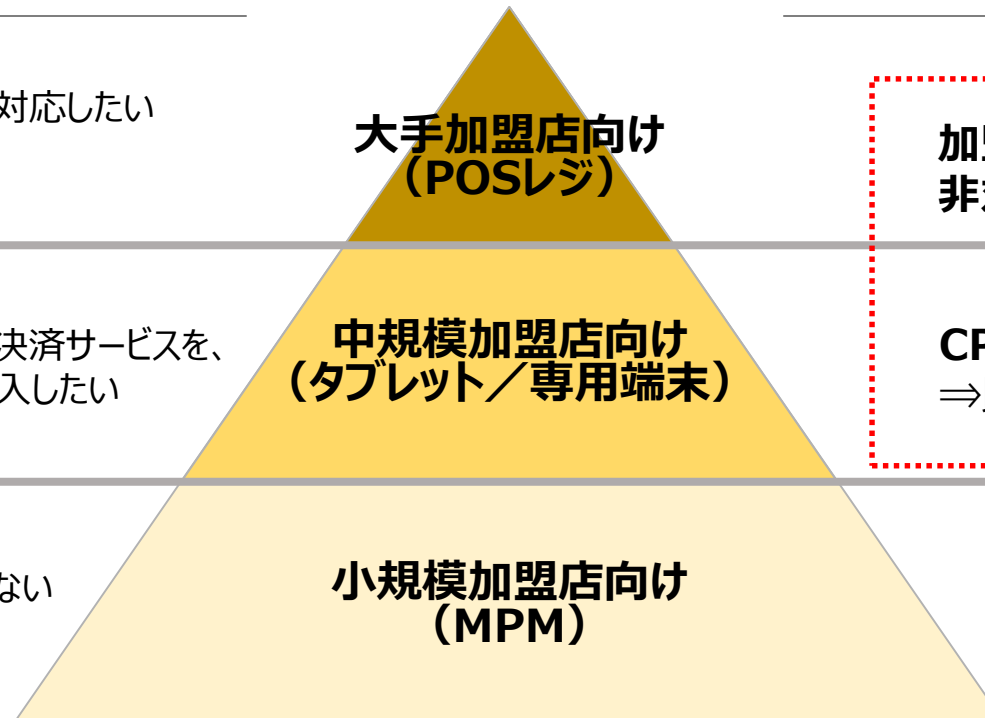 対応したい
大手加盟店向け
（POSレジ）
加
非
決済サービスを、
入したい
中規模加盟店向け
（タブレット／専用端末）
CP
⇒
ない
小規模加盟店向け
（MPM）